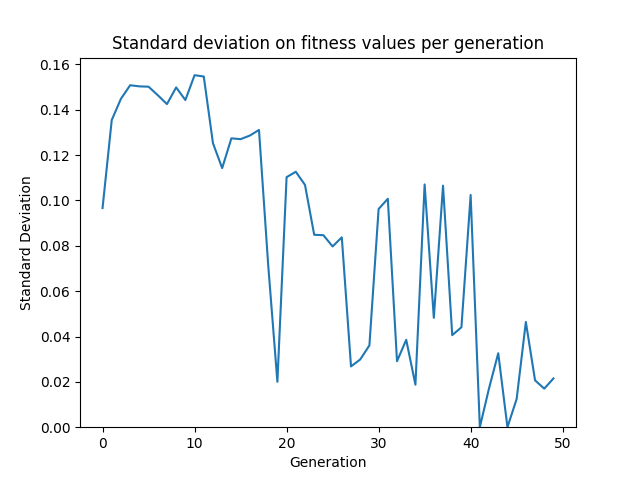 Standard deviation on fitness values per generation
0.16
0.14
0.12
0.10
0.08
0.06
0.04
0.02
0.00
Standard Deviation
0 10 20 30 40 50
Generation